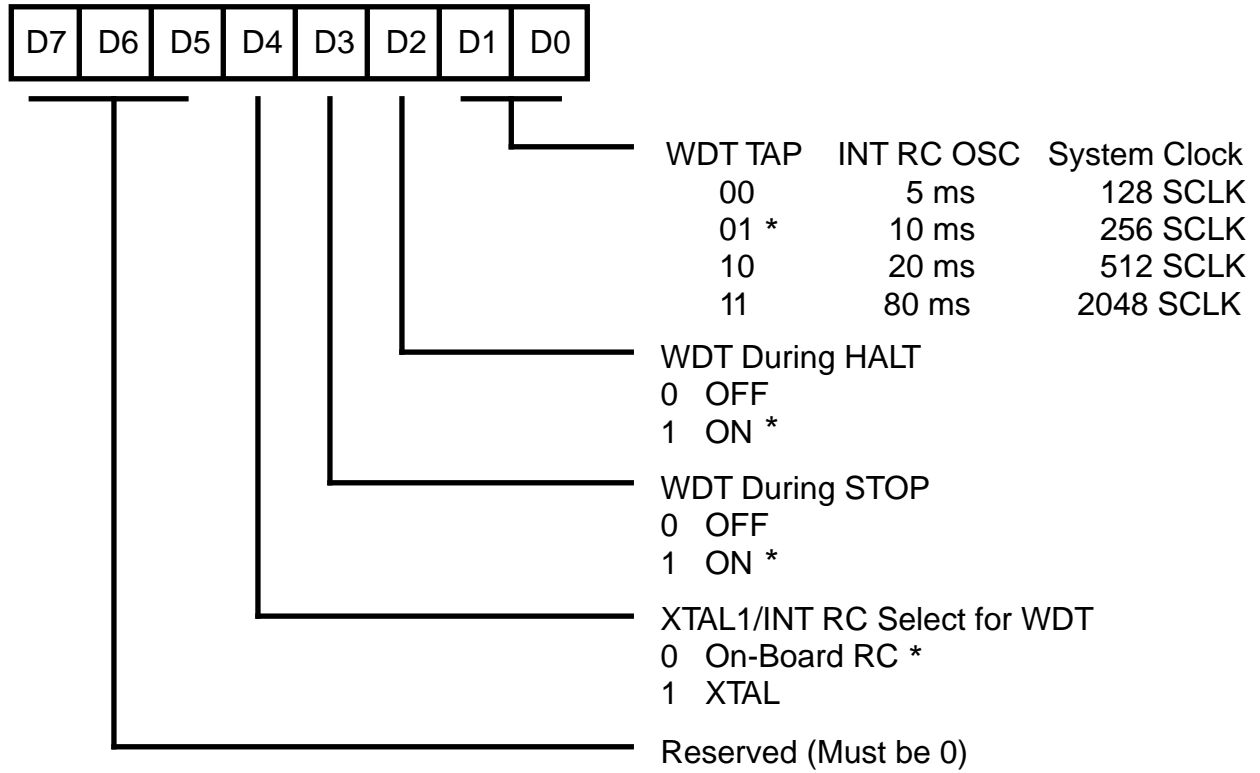 D7 D6 D5 D4 D3 D2 D1 D0
WDT TAP INT RC OSC System Clock
00 5 ms 128 SCLK
01 * 10 ms 256 SCLK
10 20 ms 512 SCLK
11 80 ms 2048 SCLK
WDT During HALT
0 OFF
1 ON *
WDT During STOP
0 OFF
1 ON *
XTAL1/INT RC Select for WDT
0 On-Board RC *
1 XTAL
Reserved (Must be 0)